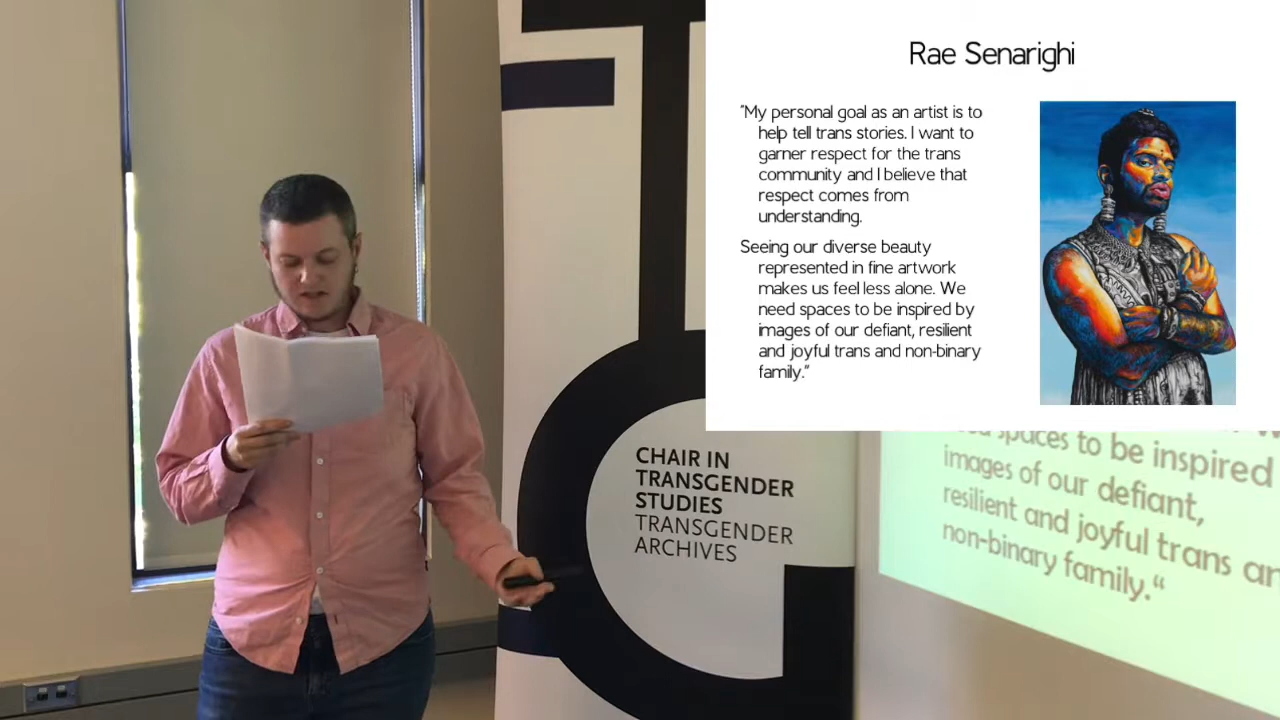 Rae Senarighi
"My personal goal as an artist is to
help tell trans stories. I want to
garner respect for the trans
community and I believe that
respect comes from
understanding.
Seeing our diverse beauty
represented in fine artwork
makes us feel less alone. We
need spaces to be inspired by
images of our defiant, resilient
and joyful trans and non-binary
family."
CHAIR IN
TRANSGENDER
STUDIES
TRANSGENDER
ARCHIVES
spaces to be inspired
images of our defiant,
resilient and joyful trans an
non-binary family."